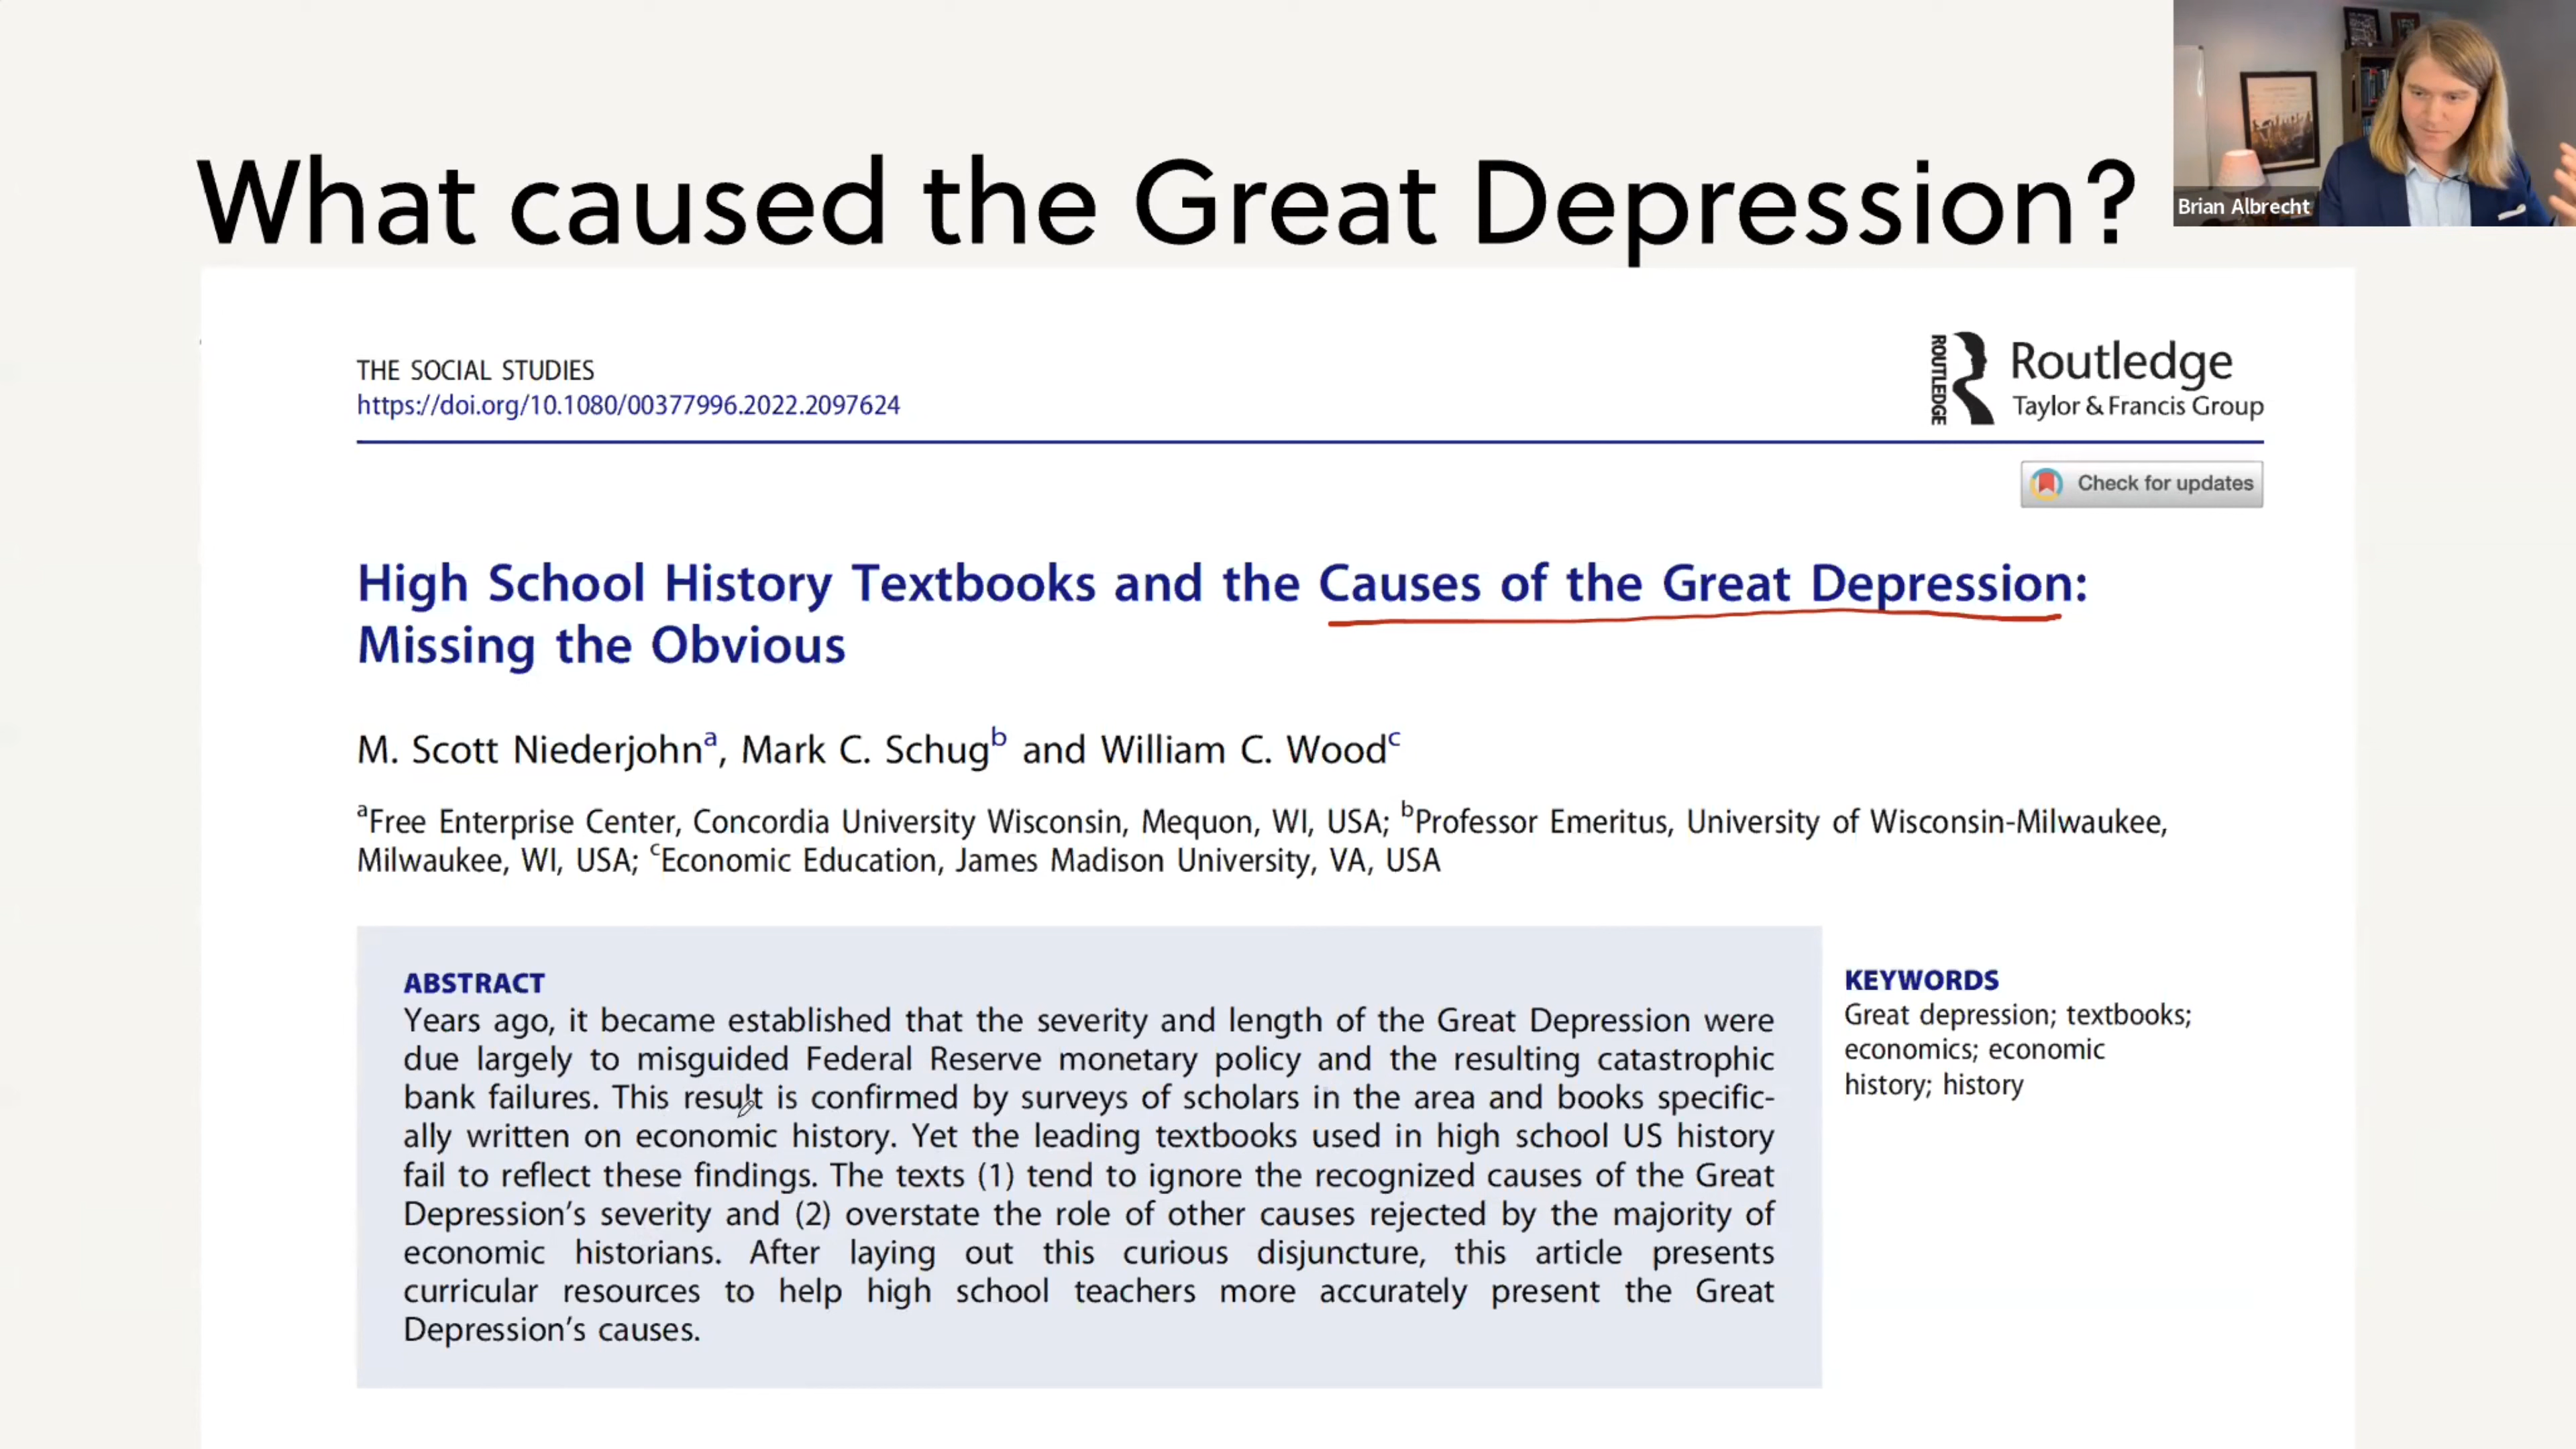 What caused the Great Depression?
Brian Albrecht
THE SOCIAL STUDIES
https://doi.org/10.1080/00377996.2022.2097624
ROUTLEDGE
Routledge
Taylor & Francis Group
Check for updates
High School History Textbooks and the Causes of the Great Depression:
Missing the Obvious
M. Scott Niederjohnᵃ, Mark C. Schugᵇ and William C. Woodᶜ
ᵃFree Enterprise Center, Concordia University Wisconsin, Mequon, WI, USA; ᵇProfessor Emeritus, University of Wisconsin-Milwaukee,
Milwaukee, WI, USA; ᶜEconomic Education, James Madison University, VA, USA
ABSTRACT
Years ago, it became established that the severity and length of the Great Depression were
due largely to misguided Federal Reserve monetary policy and the resulting catastrophic
bank failures. This result is confirmed by surveys of scholars in the area and books specific-
ally written on economic history. Yet the leading textbooks used in high school US history
fail to reflect these findings. The texts (1) tend to ignore the recognized causes of the Great
Depression's severity and (2) overstate the role of other causes rejected by the majority of
economic historians. After laying out this curious disjuncture, this article presents
curricular resources to help high school teachers more accurately present the Great
Depression's causes.
KEYWORDS
Great depression; textbooks;
economics; economic
history; history